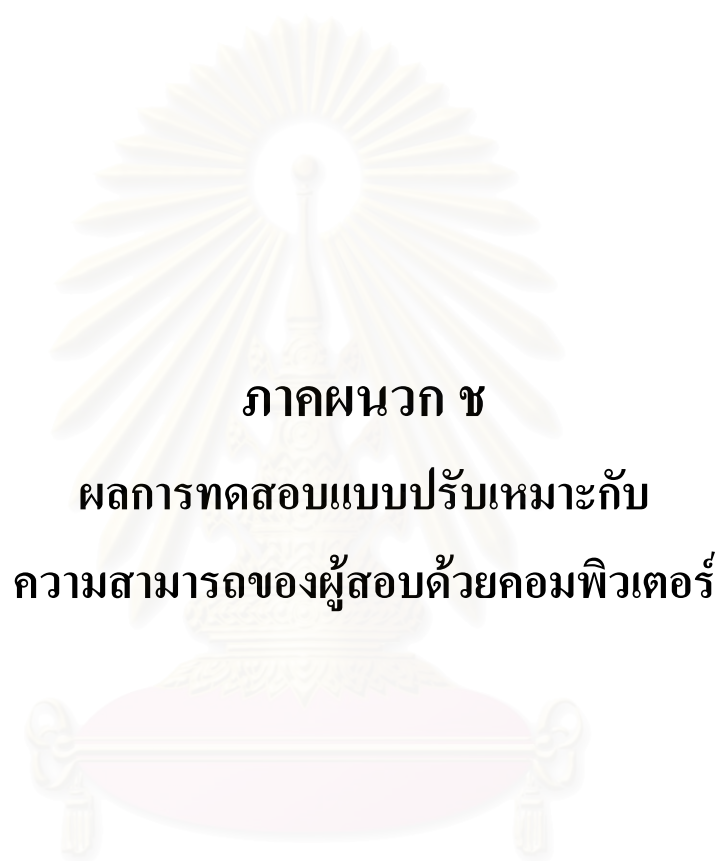 ภาคผนวก ช
ผลการทดสอบแบบปรับเหมาะกับ
ความสามารถของผู้สอบด้วยคอมพิวเตอร์